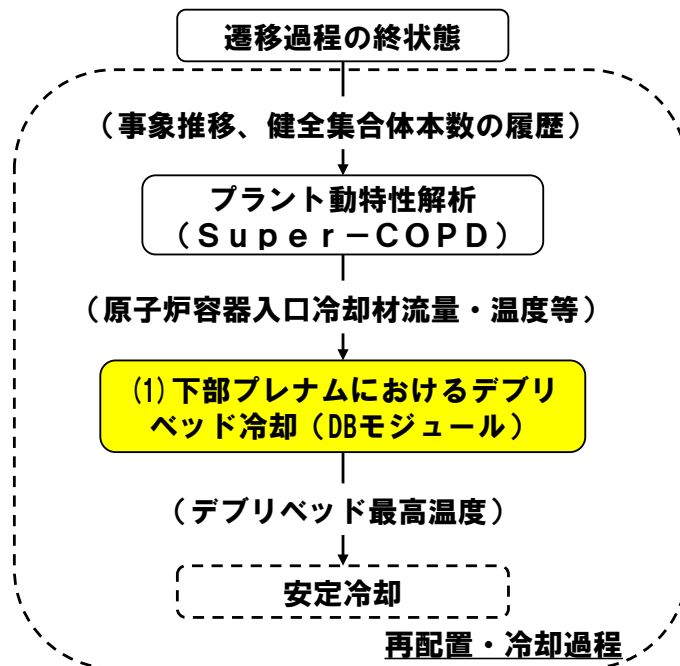 遷移過程の終状態
（事象推移、健全集合体本数の履歴）
プラント動特性解析
（Ｓｕｐｅｒ－ＣＯＰＤ）
（原子炉容器入口冷却材流量・温度等）
(1)下部プレナムにおけるデブリ
ベッド冷却（DBモジュール）
（デブリベッド最高温度）
安定冷却
再配置・冷却過程